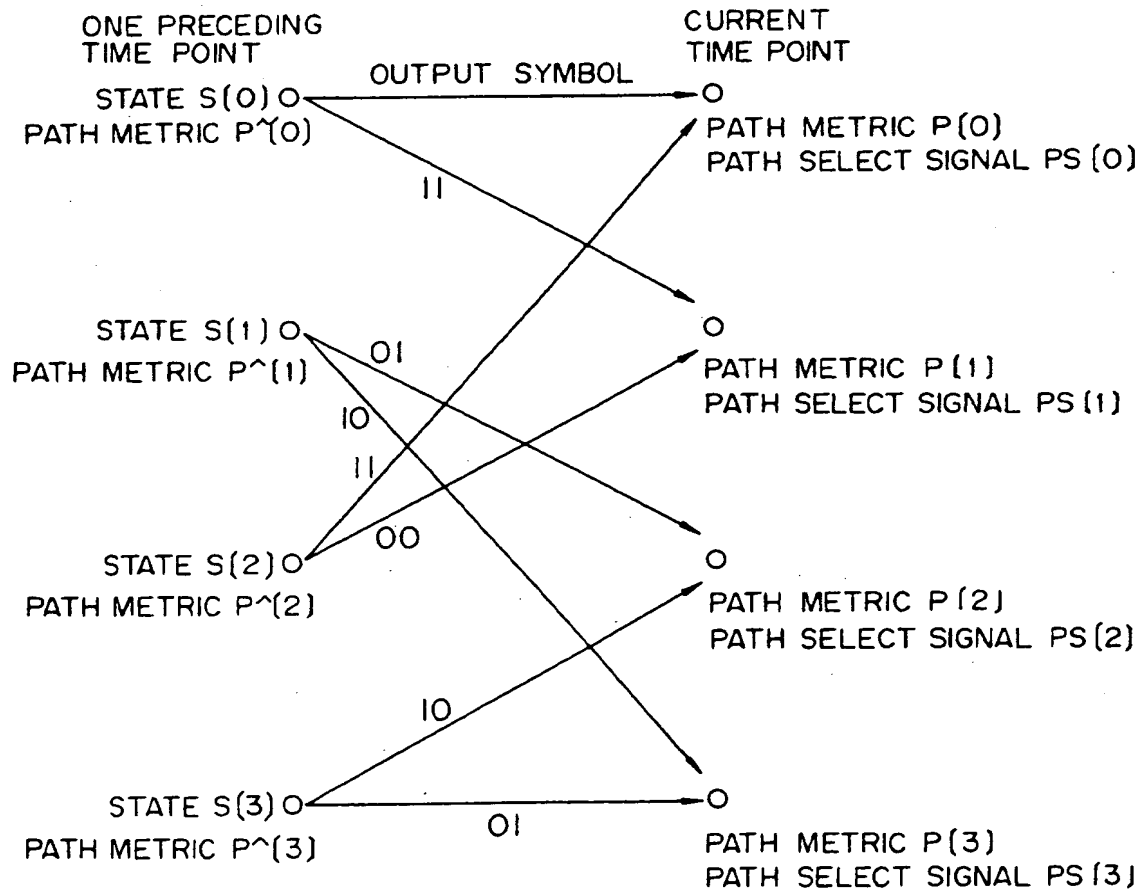 ONE PRECEDING
TIME POINT
CURRENT
TIME POINT
OUTPUT SYMBOL
STATE S(0)
PATH METRIC P^(0)
PATH METRIC P(0)
PATH SELECT SIGNAL PS(0)
11
STATE S(1)
PATH METRIC P^(1)
01
10
PATH METRIC P(1)
PATH SELECT SIGNAL PS(1)
11
00
STATE S(2)
PATH METRIC P^(2)
PATH METRIC P(2)
PATH SELECT SIGNAL PS(2)
10
STATE S(3)
PATH METRIC P^(3)
01
PATH METRIC P(3)
PATH SELECT SIGNAL PS(3)